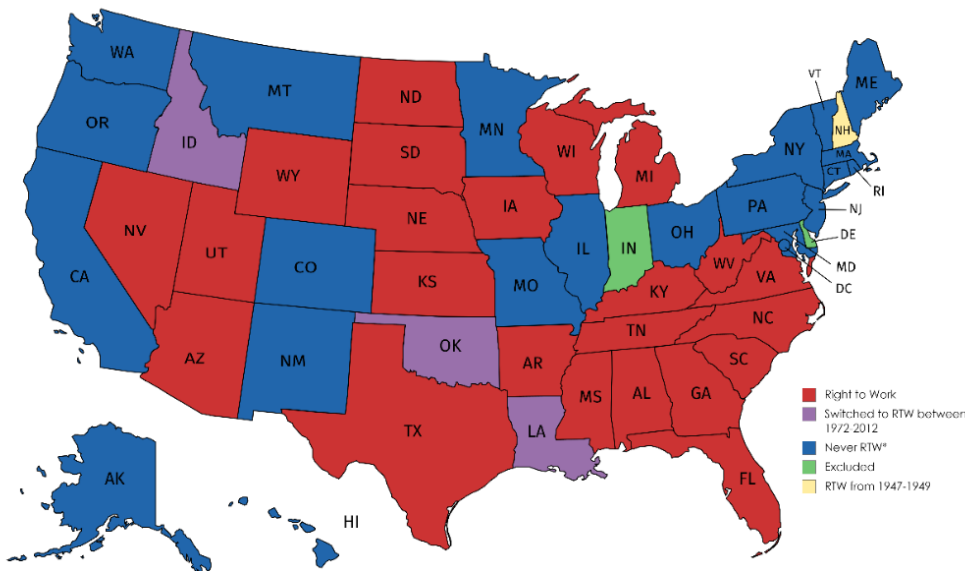 WA
MT
ND
MN
VT
ME
OR
ID
SD
WI
MI
NY
NH
MA
CT
RI
WY
NE
IA
PA
NJ
NV
UT
CO
IL
IN
OH
DE
MD
DC
CA
KS
MO
KY
WV
VA
AZ
NM
OK
AR
TN
NC
SC
TX
LA
MS
AL
GA
FL
AK
HI
Right to Work
Switched to RTW between
1972-2012
Never RTW*
Excluded
RTW from 1947-1949